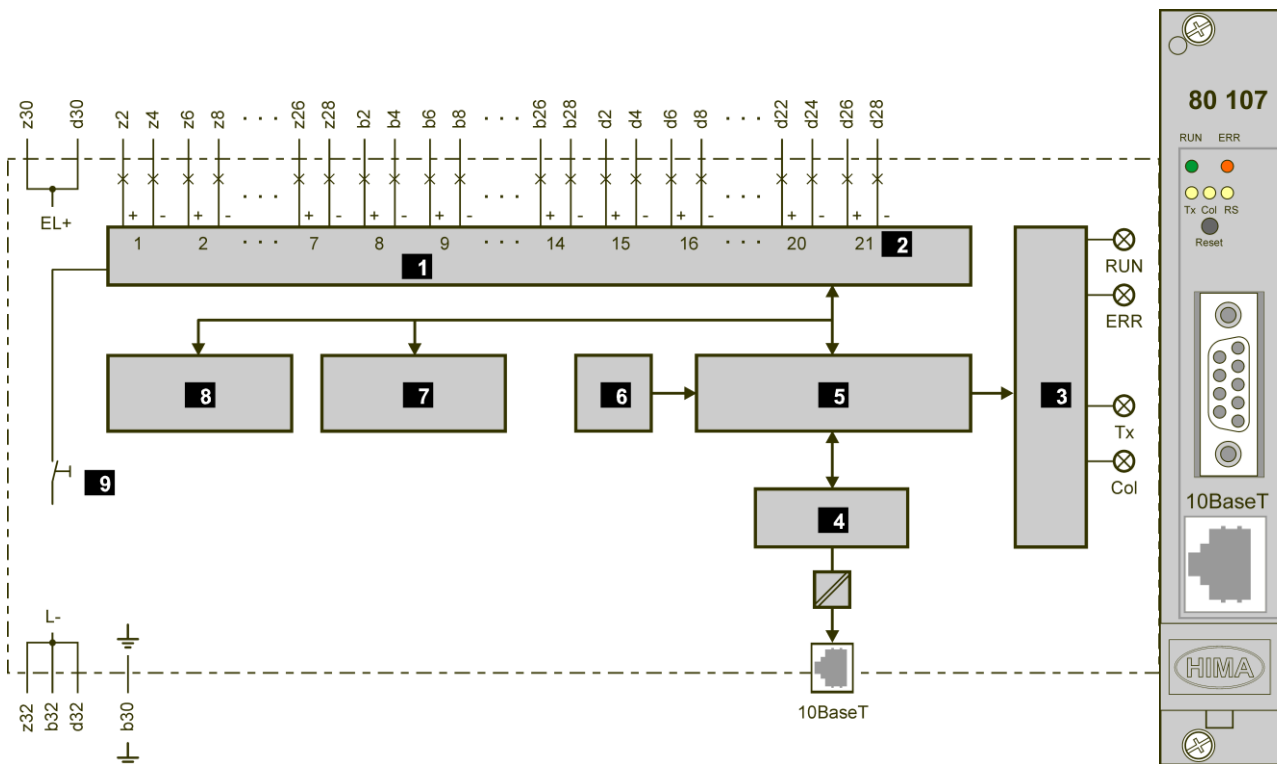 z30 d30 z2 z4 z6 z8 · · · z26 z28 b2 b4 b6 b8 · · · b26 b28 d2 d4 d6 d8 · · · d22 d24 d26 d28
80 107
RUN ERR
Tx Col RS
Reset
EL+
+ - + - · · · + - + - + - · · · + - + - + - · · · + - + -
1 2 · · · 7 8 9 · · · 14 15 16 · · · 20 21 2
1
RUN
ERR
8 7 6 5 3
Tx
Col
9
4
10BaseT
L-
HIMA
z32 b32 d32 b30
10BaseT